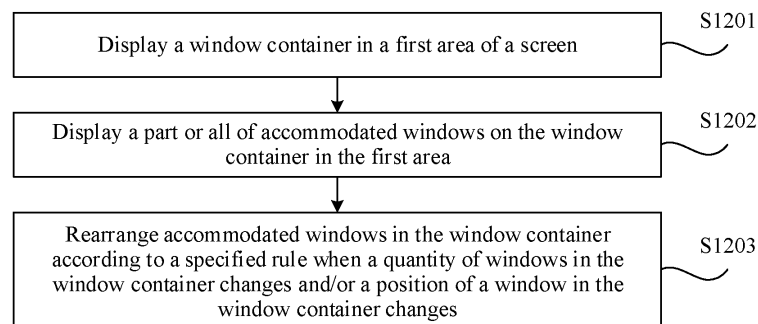 S1201
Display a window container in a first area of a screen
S1202
Display a part or all of accommodated windows on the window
container in the first area
S1203
Rearrange accommodated windows in the window container
according to a specified rule when a quantity of windows in the
window container changes and/or a position of a window in the
window container changes